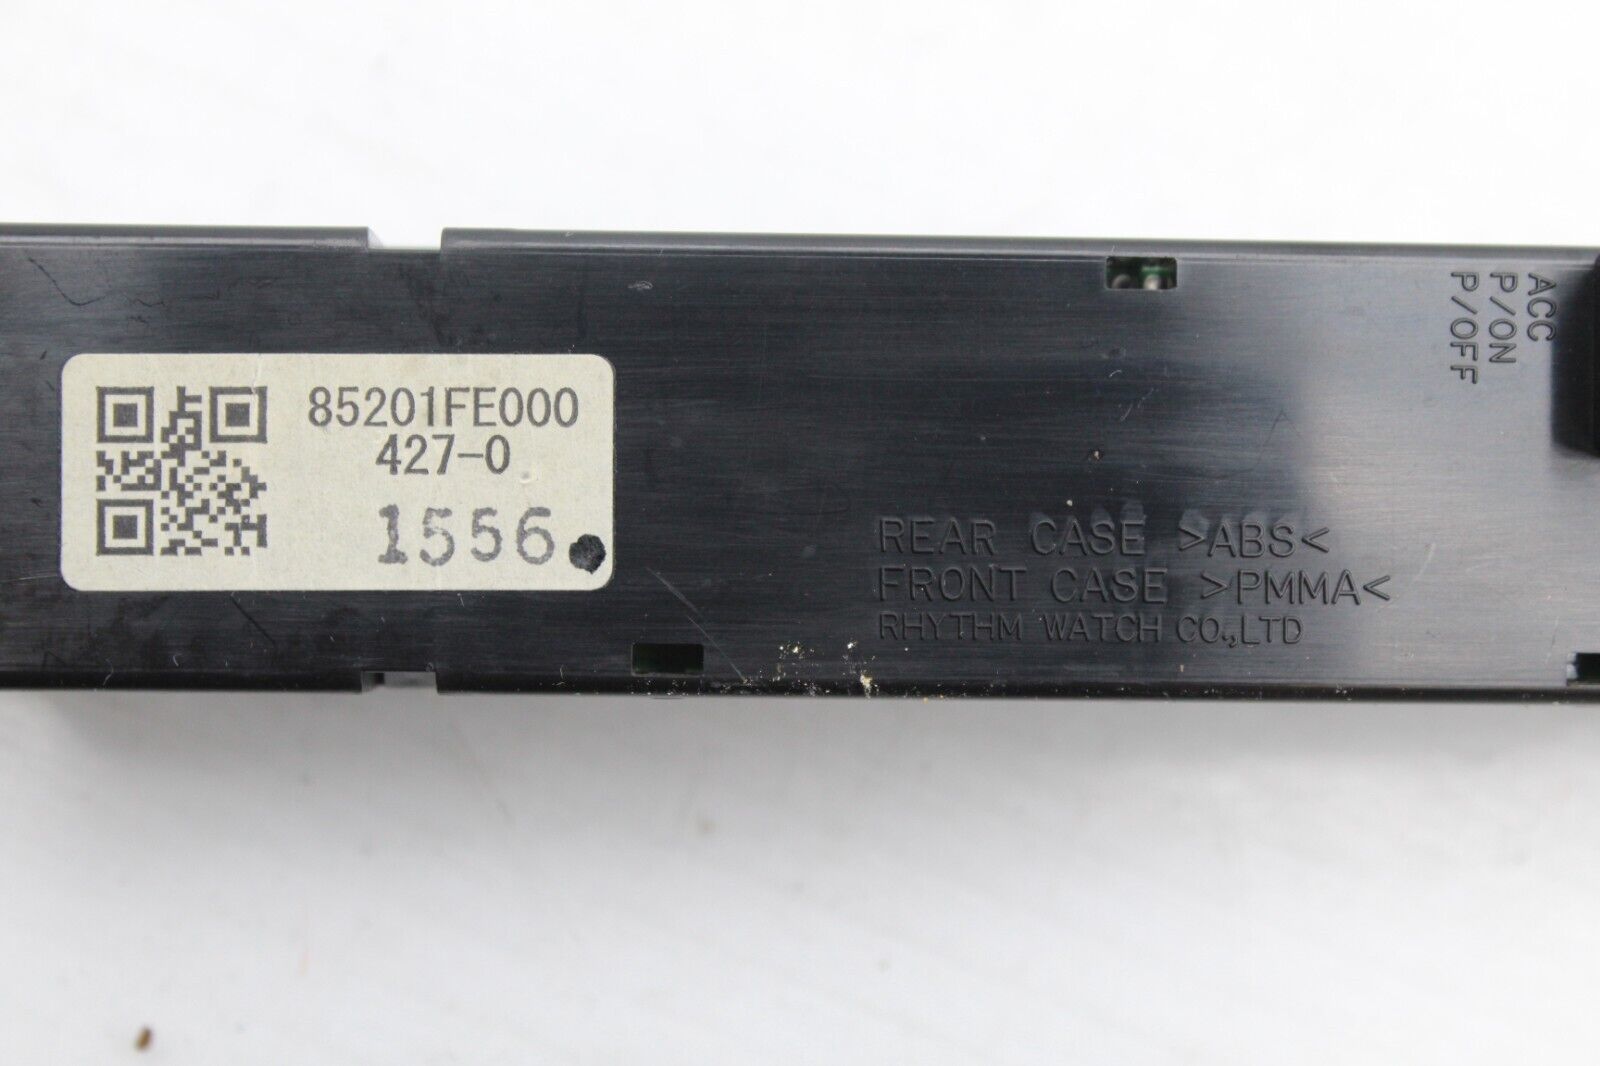 85201FE000
427-0
1556.
REAR CASE >ABS<
FRONT CASE >PMMA<
RHYTHM WATCH CO.,LTD
ACC
P/ON
P/OFF